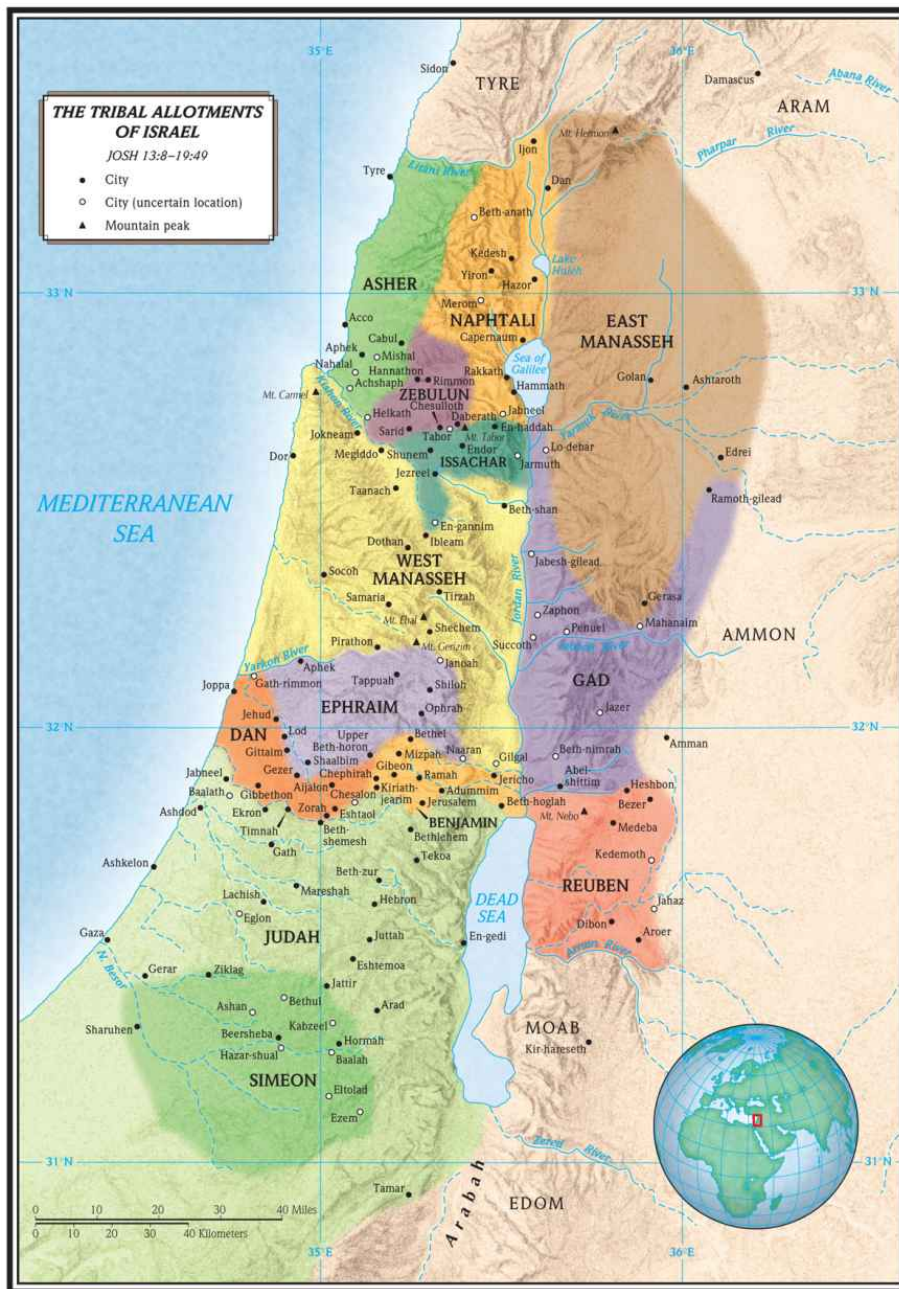 35°E
36°E
Sidon
TYRE
Damascus
Abana River
ARAM
THE TRIBAL ALLOTMENTS
OF ISRAEL
JOSH 13:8–19:49
City
City (uncertain location)
Mountain peak
Mt. Hermon
Pharpar River
Ijon
Litani River
Tyre
Dan
Beth-anath
Kedesh
Lake
Huleh
Yiron
Hazor
ASHER
33°N
33°N
Merom
NAPHTALI
EAST
MANASSEH
Acco
Capernaum
Cabul
Aphek
Mishal
Sea of
Galilee
Nahalal
Hannathon
Rimmon
Rakkath
Golan
Ashtaroth
Achshaph
Hammath
Mt. Carmel
ZEBULUN
Chesulloth
Kishon River
Helkath
Daberath
Jabneel
Yarmuk River
Sarid
En-haddah
Jokneam
Tabor
Mt. Tabor
Dor
Megiddo
Shunem
Endor
Lo-debar
Edrei
ISSACHAR
Jarmuth
Jezreel
Taanach
Ramoth-gilead
MEDITERRANEAN
SEA
Beth-shan
En-gannim
Dothan
Ibleam
WEST
MANASSEH
Jabesh-gilead
Jordan River
Socoh
Tirzah
Samaria
Gerasa
Mt. Ebal
Zaphon
Shechem
Penuel
Mahanaim
AMMON
Pirathon
Mt. Gerizim
Succoth
Jabbok River
Yarkon River
Aphek
Janoah
Gath-rimmon
Tappuah
Shiloh
GAD
Joppa
EPHRAIM
Ophrah
Jazer
Jehud
32°N
32°N
DAN
Lod
Upper
Beth-horon
Bethel
Amman
Gittaim
Shaalbim
Mizpah
Naaran
Gilgal
Beth-nimrah
Gezer
Chephirah
Gibeon
Jabneel
Aijalon
Ramah
Jericho
Abel-
shittim
Heshbon
Baalath
Gibbethon
Chesalon
Kiriath-
jearim
Adummim
Bezer
Ashdod
Ekron
Zorah
Eshtaol
Jerusalem
Beth-hoglah
Mt. Nebo
Timnah
Beth-
shemesh
BENJAMIN
Medeba
Bethlehem
Gath
Tekoa
Kedemoth
Ashkelon
Beth-zur
REUBEN
Lachish
Mareshah
Hebron
DEAD
SEA
Jahaz
Eglon
Dibon
Gaza
JUDAH
Juttah
En-gedi
Aroer
Arnon River
N. Besor
Eshtemoa
Gerar
Ziklag
Jattir
Bethul
Arad
Ashan
Kabzeel
MOAB
Sharuhen
Beersheba
Hormah
Kir-hareseth
Hazar-shual
Baalah
SIMEON
Eltolad
Ezem
Zered River
31°N
31°N
Tamar
Arabah
EDOM
0 10 20 40 Miles
0 10 20 40 Kilometers
35°E
36°E